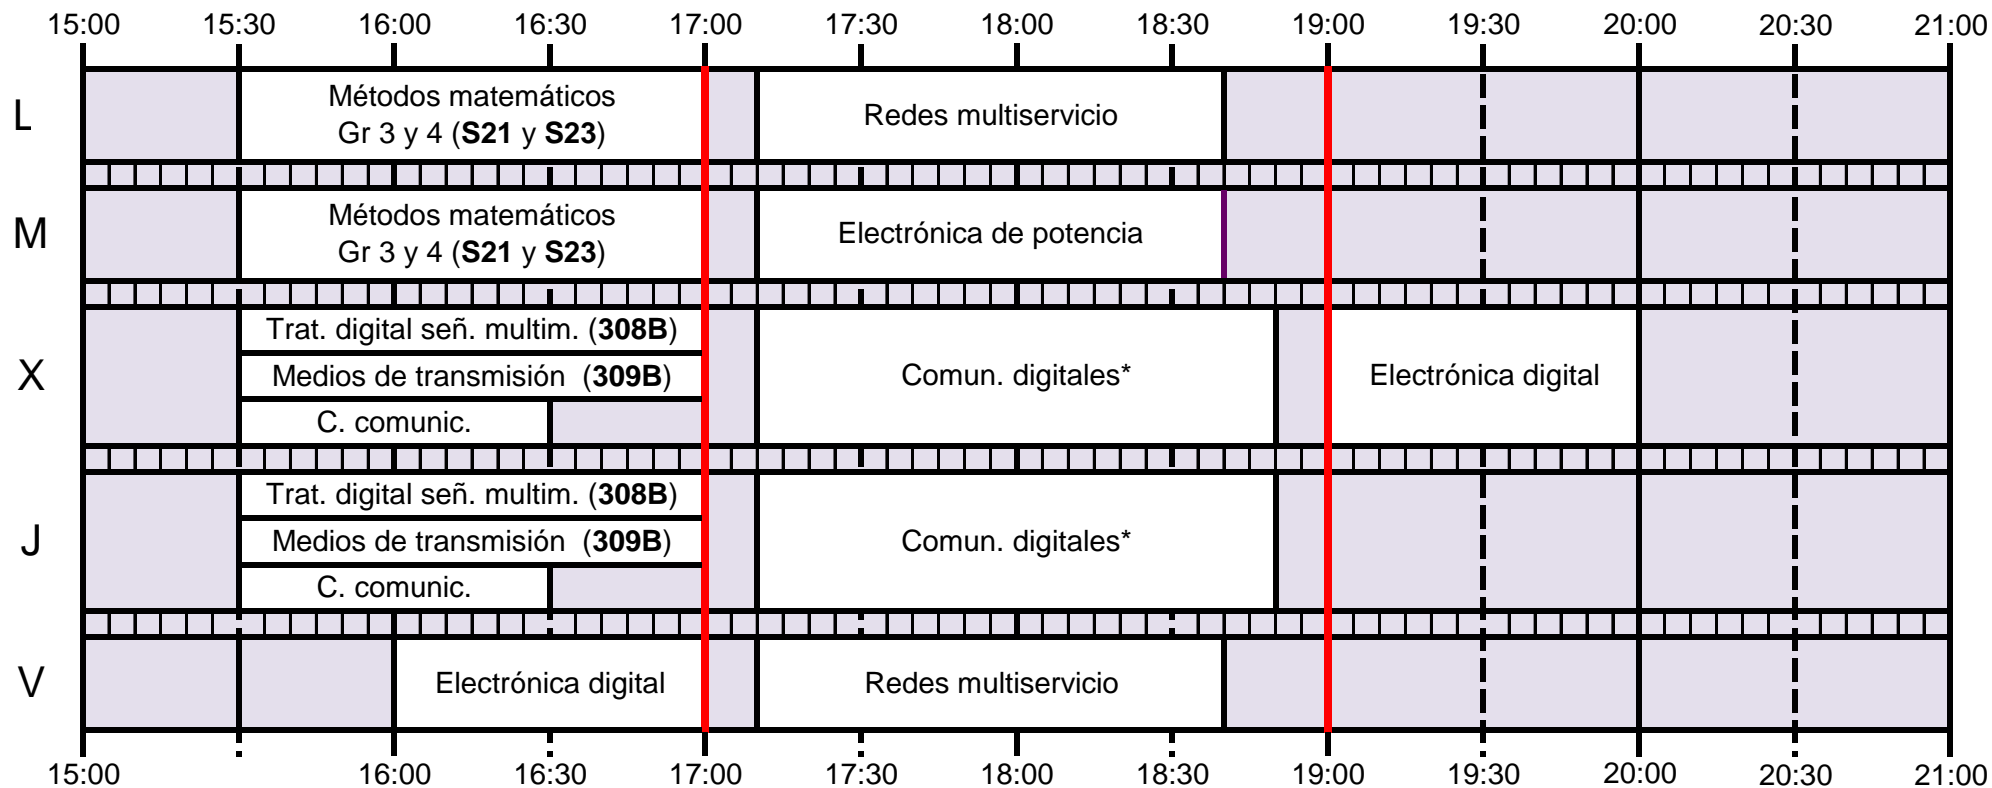 15:00 15:30 16:00 16:30 17:00 17:30 18:00 18:30 19:00 19:30 20:00 20:30 21:00
L
Métodos matemáticos
Gr 3 y 4 (S21 y S23)
Redes multiservicio
M
Métodos matemáticos
Gr 3 y 4 (S21 y S23)
Electrónica de potencia
X
Trat. digital señ. multim. (308B)
Medios de transmisión (309B)
C. comunic.
Comun. digitales*
Electrónica digital
J
Trat. digital señ. multim. (308B)
Medios de transmisión (309B)
C. comunic.
Comun. digitales*
V
Electrónica digital
Redes multiservicio
15:00 16:00 16:30 17:00 17:30 18:00 18:30 19:00 19:30 20:00 20:30 21:00